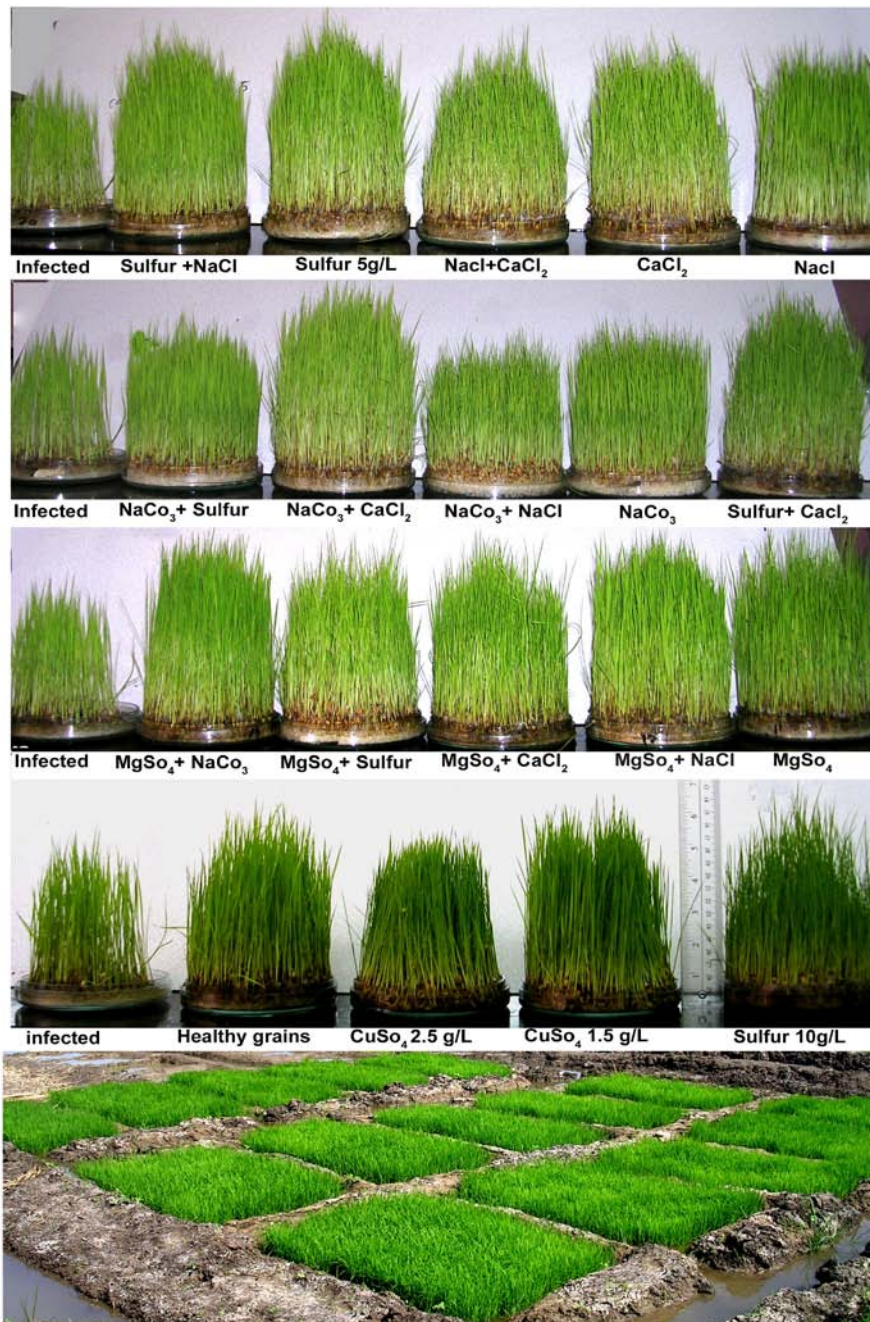 Infected Sulfur +NaCl Sulfur 5g/L Nacl+CaCl₂ CaCl₂ Nacl
Infected NaCo₃+ Sulfur NaCo₃+ CaCl₂ NaCo₃+ NaCl NaCo₃ Sulfur+ Cacl₂
Infected MgSo₄+ NaCo₃ MgSo₄+ Sulfur MgSo₄+ CaCl₂ MgSo₄+ NaCl MgSo₄
infected Healthy grains CuSo₄ 2.5 g/L CuSo₄ 1.5 g/L Sulfur 10g/L